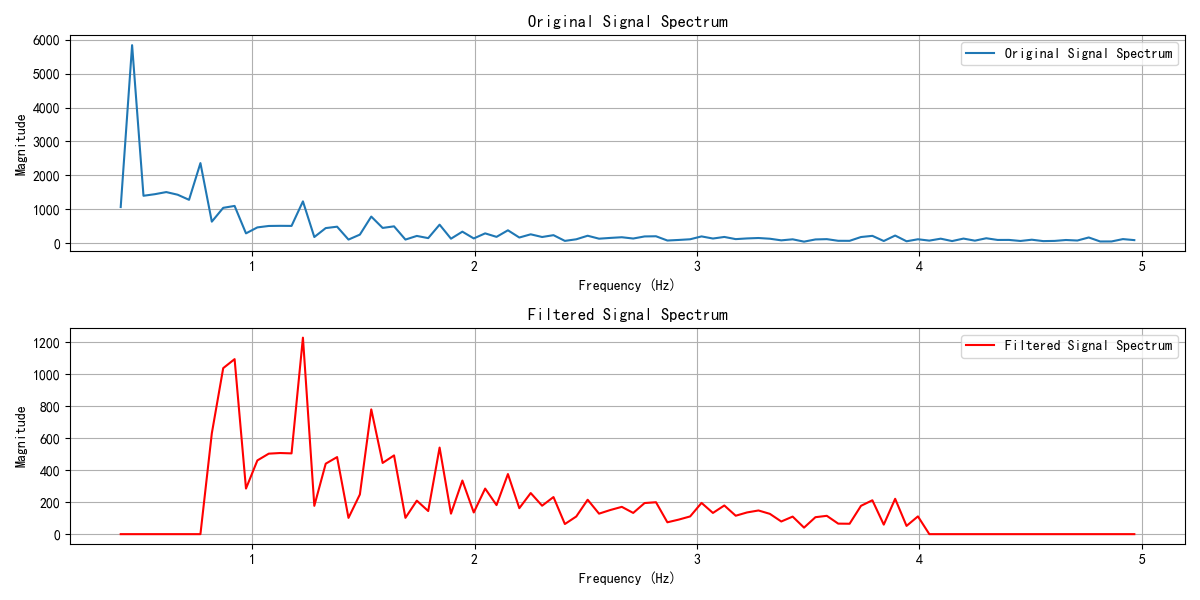 Original Signal Spectrum
6000
5000
4000
3000
2000
1000
0
Magnitude
Original Signal Spectrum
1 2 3 4 5
Frequency (Hz)
Filtered Signal Spectrum
1200
1000
800
600
400
200
0
Magnitude
Filtered Signal Spectrum
1 2 3 4 5
Frequency (Hz)